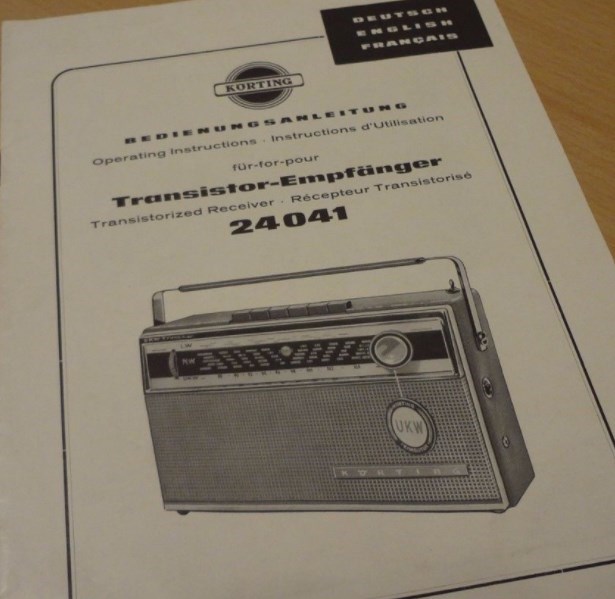 DEUTSCH
ENGLISH
FRANÇAIS
KÖRTING
BEDIENUNGSANLEITUNG
Operating Instructions · Instructions d'Utilisation
für-for-pour
Transistor-Empfänger
Transistorized Receiver · Récepteur Transistorisé
24041
UKW
KÖRTING